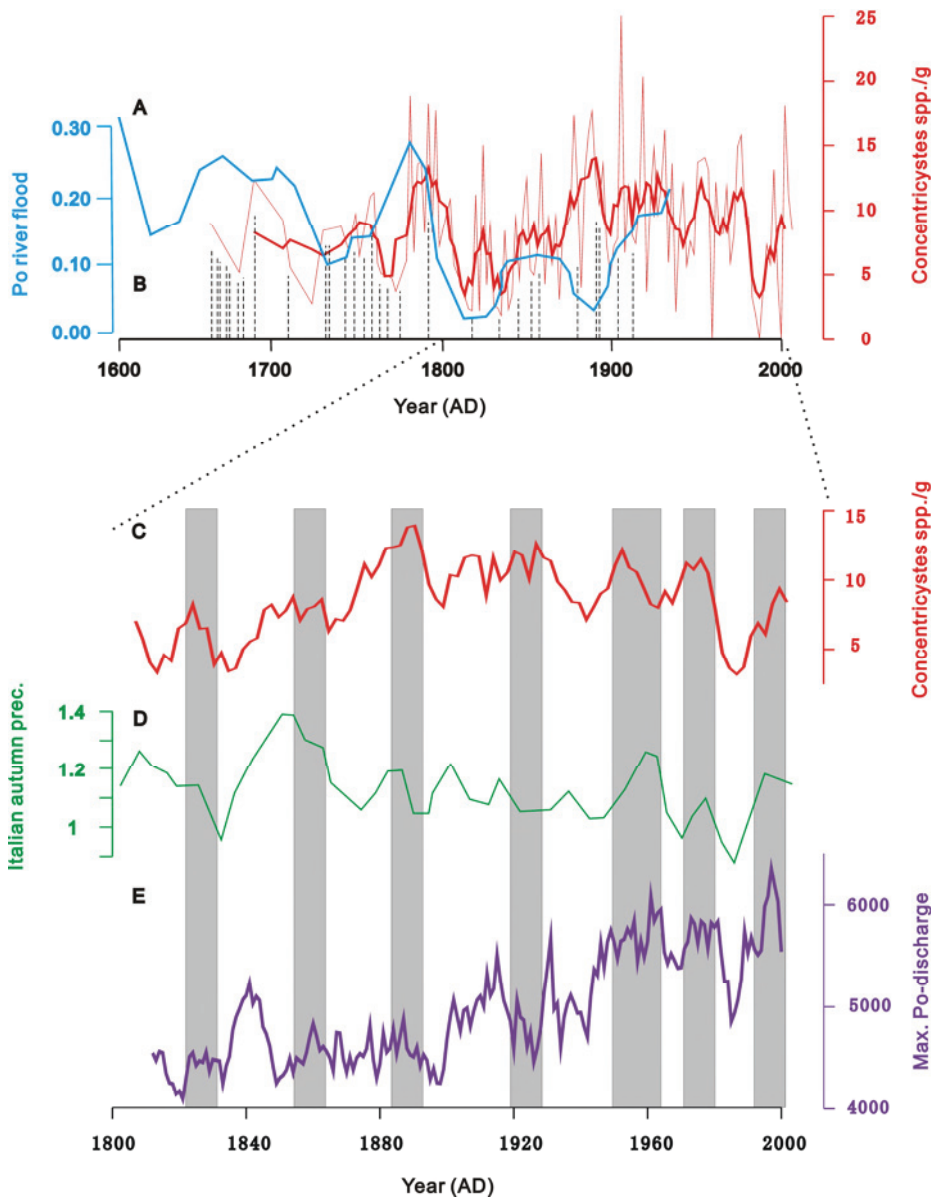 25
Concentricystes spp./g
20
15
10
5
0
A
0.30
Po river flood
0.20
0.10
B
0.00
1600
1700
1800
1900
2000
Year (AD)
C
15
Concentricystes spp./g
10
5
D
1.4
Italian autumn prec.
1.2
1
E
6000
Max. Po-discharge
5000
4000
1800
1840
1880
1920
1960
2000
Year (AD)